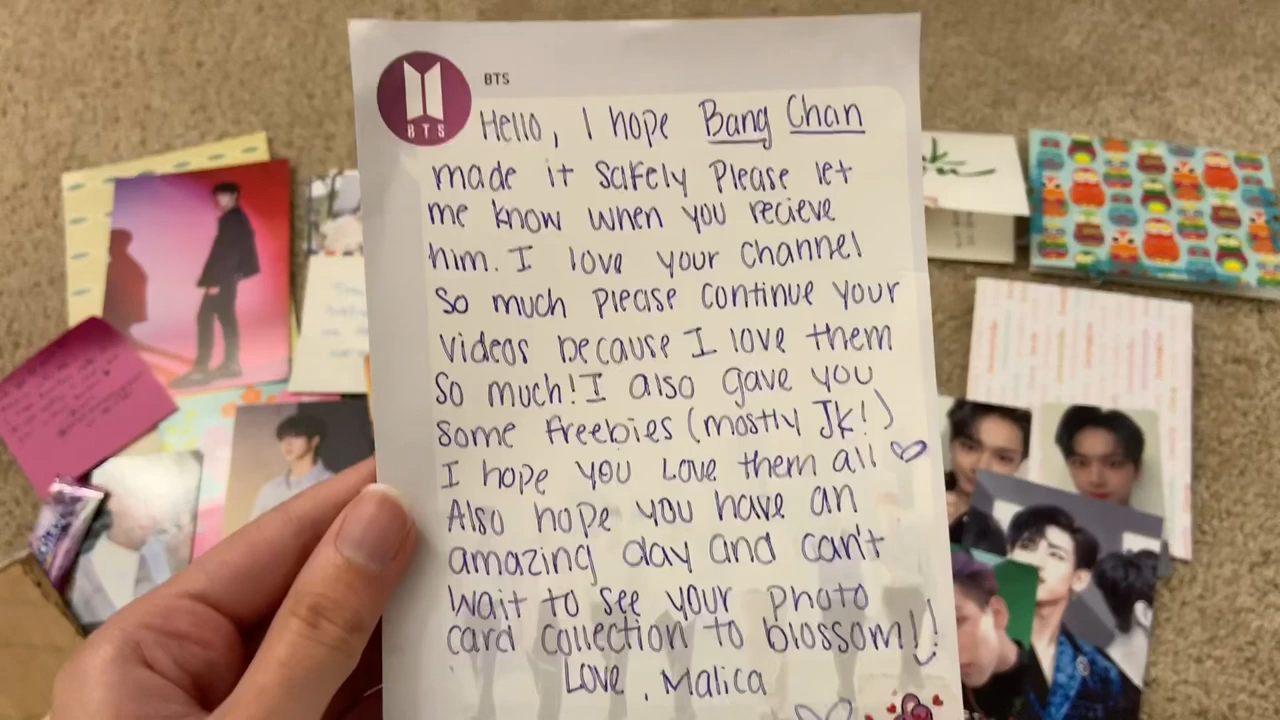 BTS
BTS
Hello, I hope Bang Chan
made it safely Please let
me know when you recieve
him. I love your channel
so much please continue your
videos because I love them
so much! I also gave you
some freebies (mostly JK!)
I hope you love them all ♡
Also hope you have an
amazing day and can't
wait to see your photo
card collection to blossom!!
Love, Malica